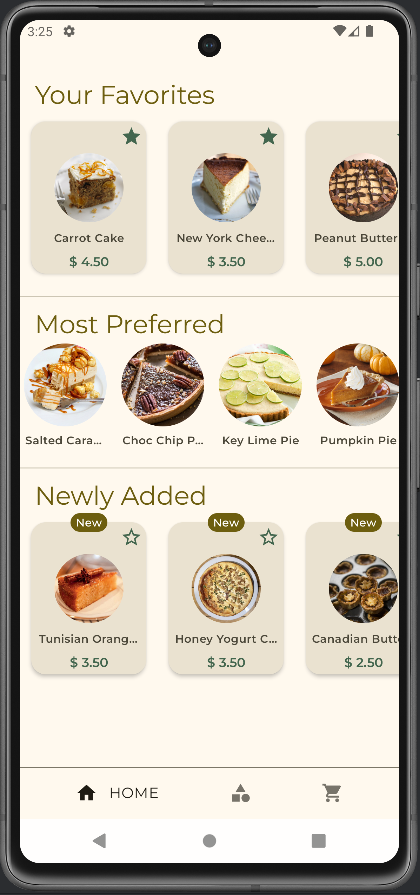 3:25
Your Favorites
Carrot Cake
New York Chee...
Peanut Butter
$ 4.50
$ 3.50
$ 5.00
Most Preferred
Salted Cara...
Choc Chip P...
Key Lime Pie
Pumpkin Pie
Newly Added
New
New
New
Tunisian Orang...
Honey Yogurt C...
Canadian Butt
$ 3.50
$ 3.50
$ 2.50
HOME